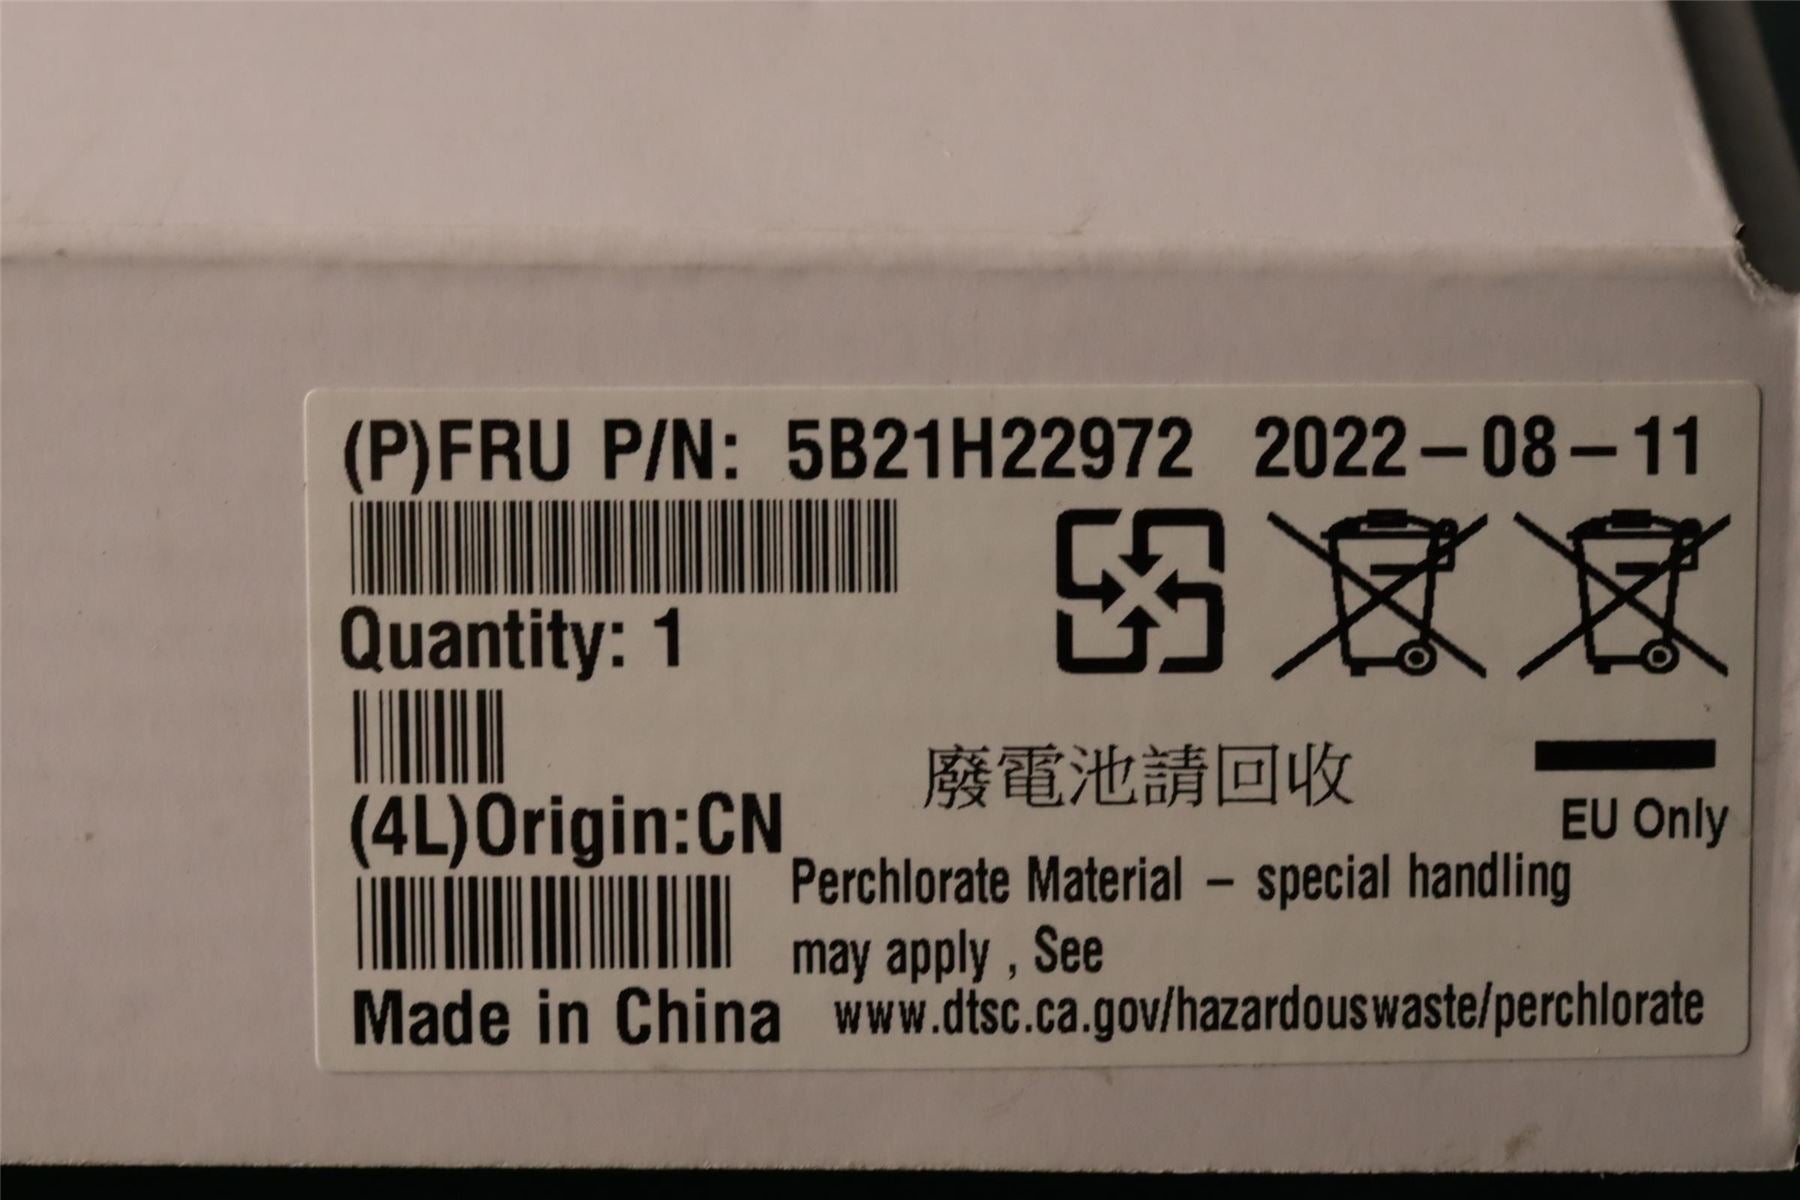 (P)FRU P/N: 5B21H22972 2022-08-11
Quantity: 1
(4L)Origin:CN
廢電池請回收
EU Only
Perchlorate Material – special handling
may apply , See
www.dtsc.ca.gov/hazardouswaste/perchlorate
Made in China